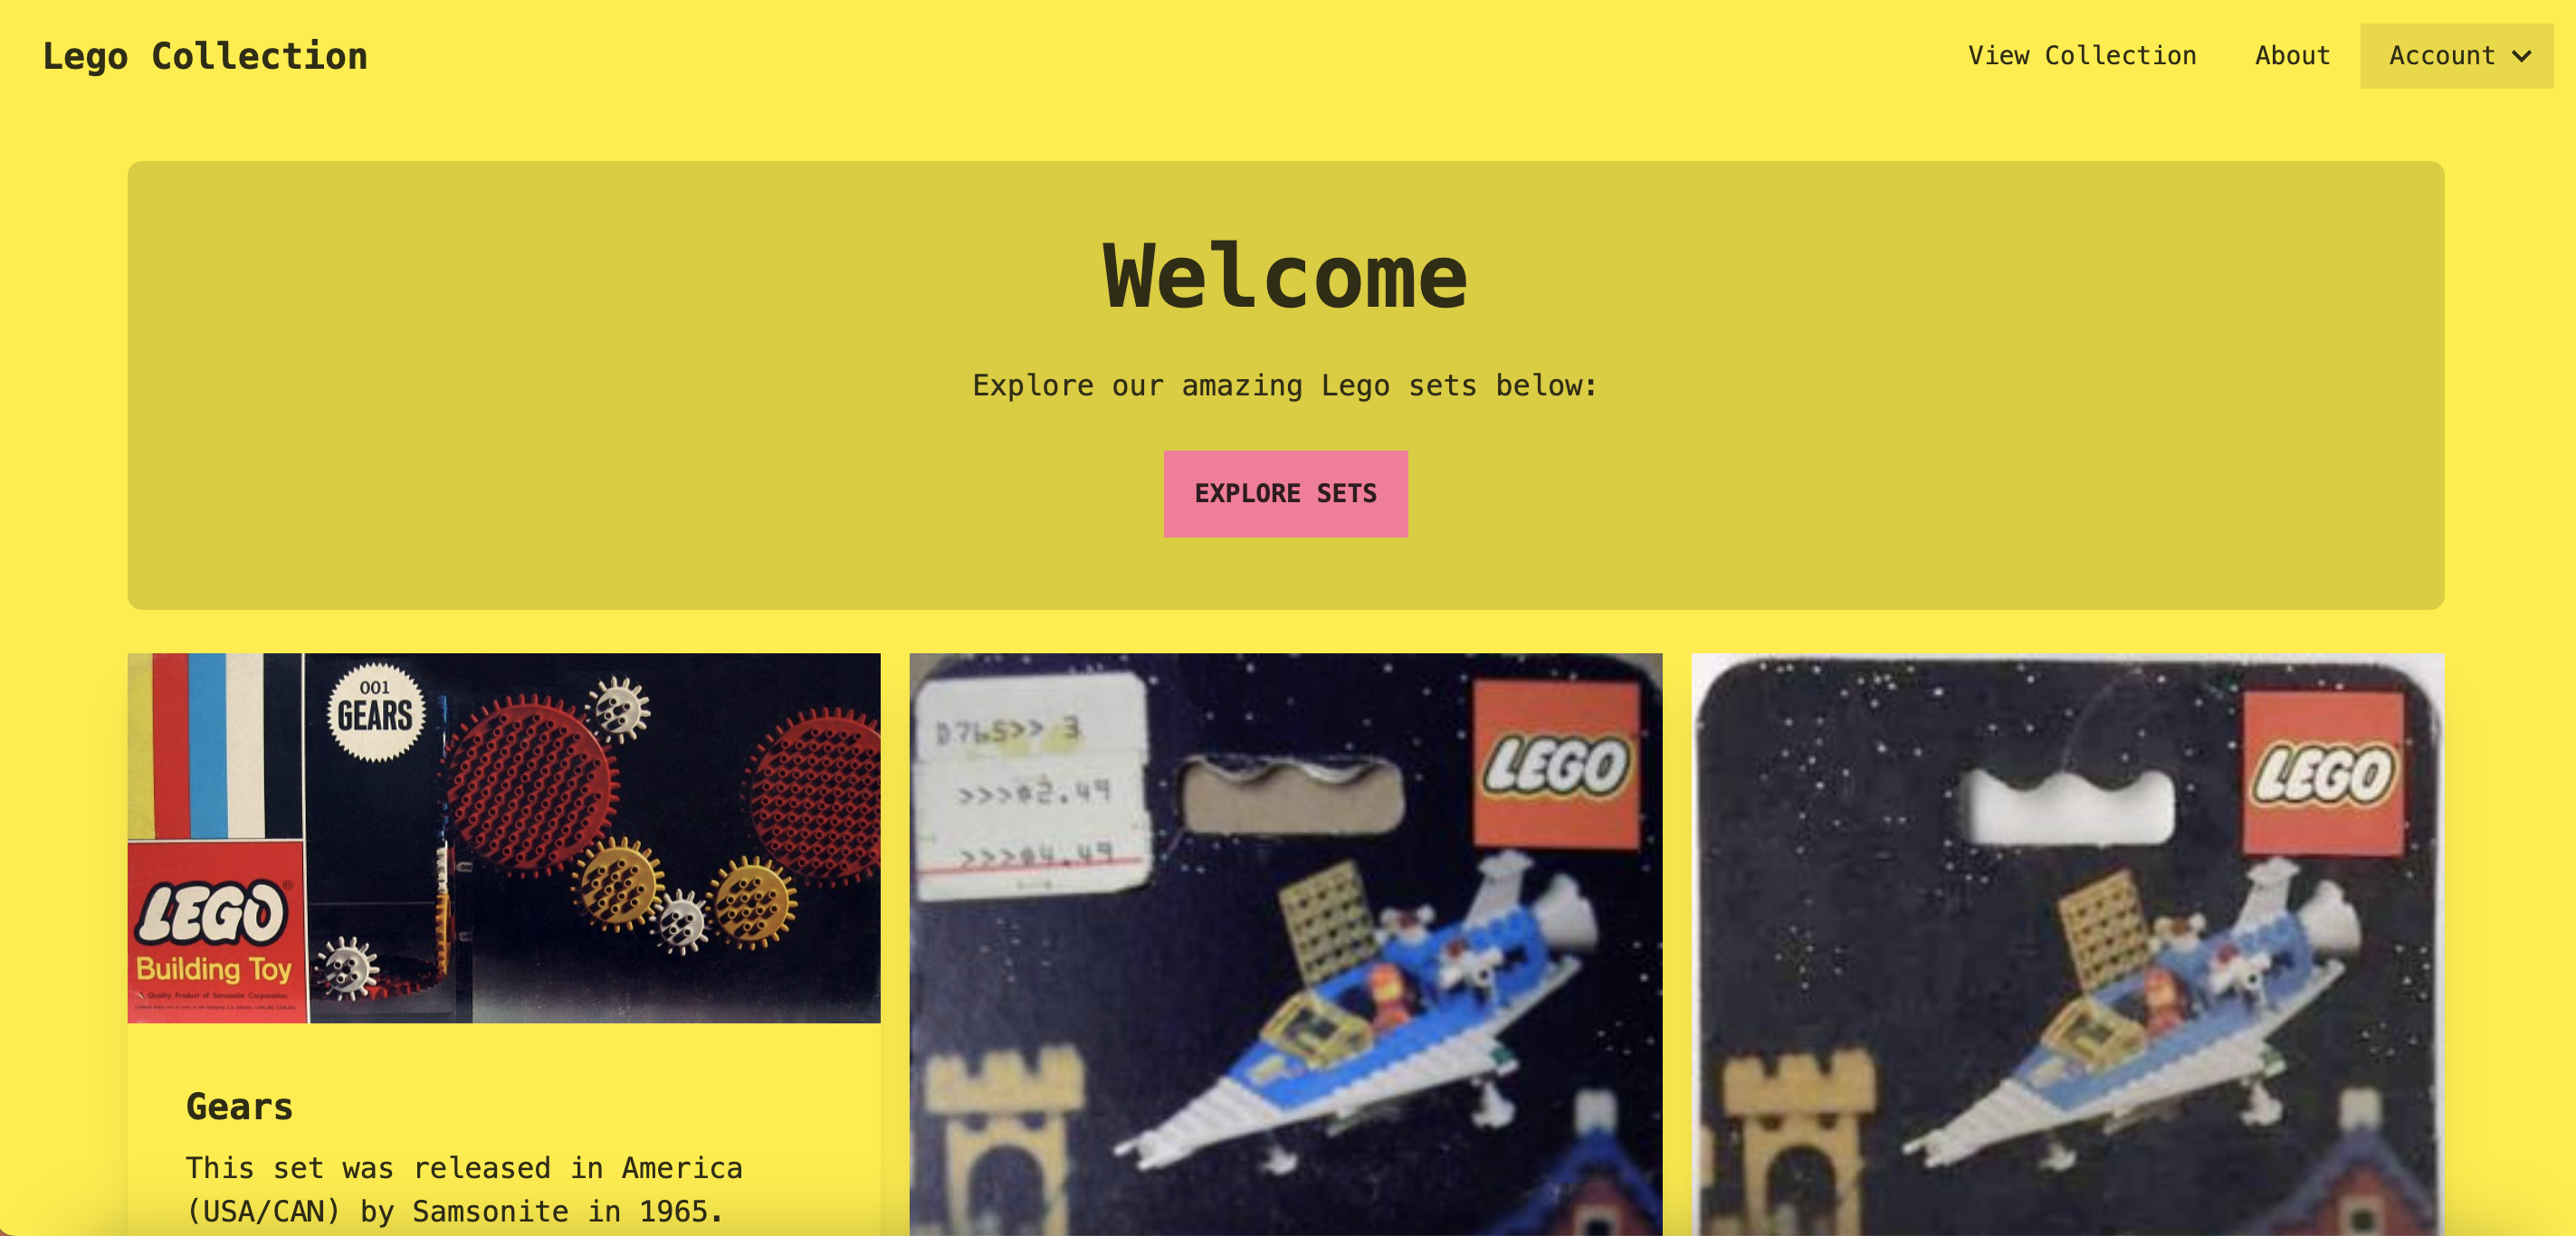 Lego Collection
View Collection
About
Account
Welcome
Explore our amazing Lego sets below:
EXPLORE SETS
001
GEARS
LEGO®
Building Toy
D765>> 3
>>>02.49
>>>04.49
LEGO
LEGO
Gears
This set was released in America
(USA/CAN) by Samsonite in 1965.